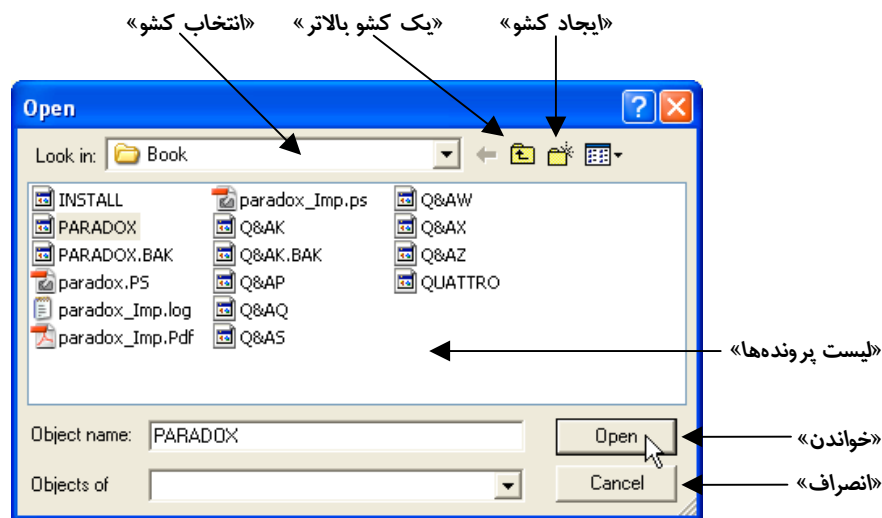 «انتخاب کشو» «یک کشو بالاتر» «ایجاد کشو»
Open
Look in: Book
INSTALL paradox_Imp.ps Q&AW
PARADOX Q&AK Q&AX
PARADOX.BAK Q&AK.BAK Q&AZ
paradox.PS Q&AP QUATTRO
paradox_Imp.log Q&AQ
paradox_Imp.Pdf Q&AS
«لیست پرونده‌ها»
Object name: PARADOX Open
«خواندن»
Objects of Cancel
«انصراف»